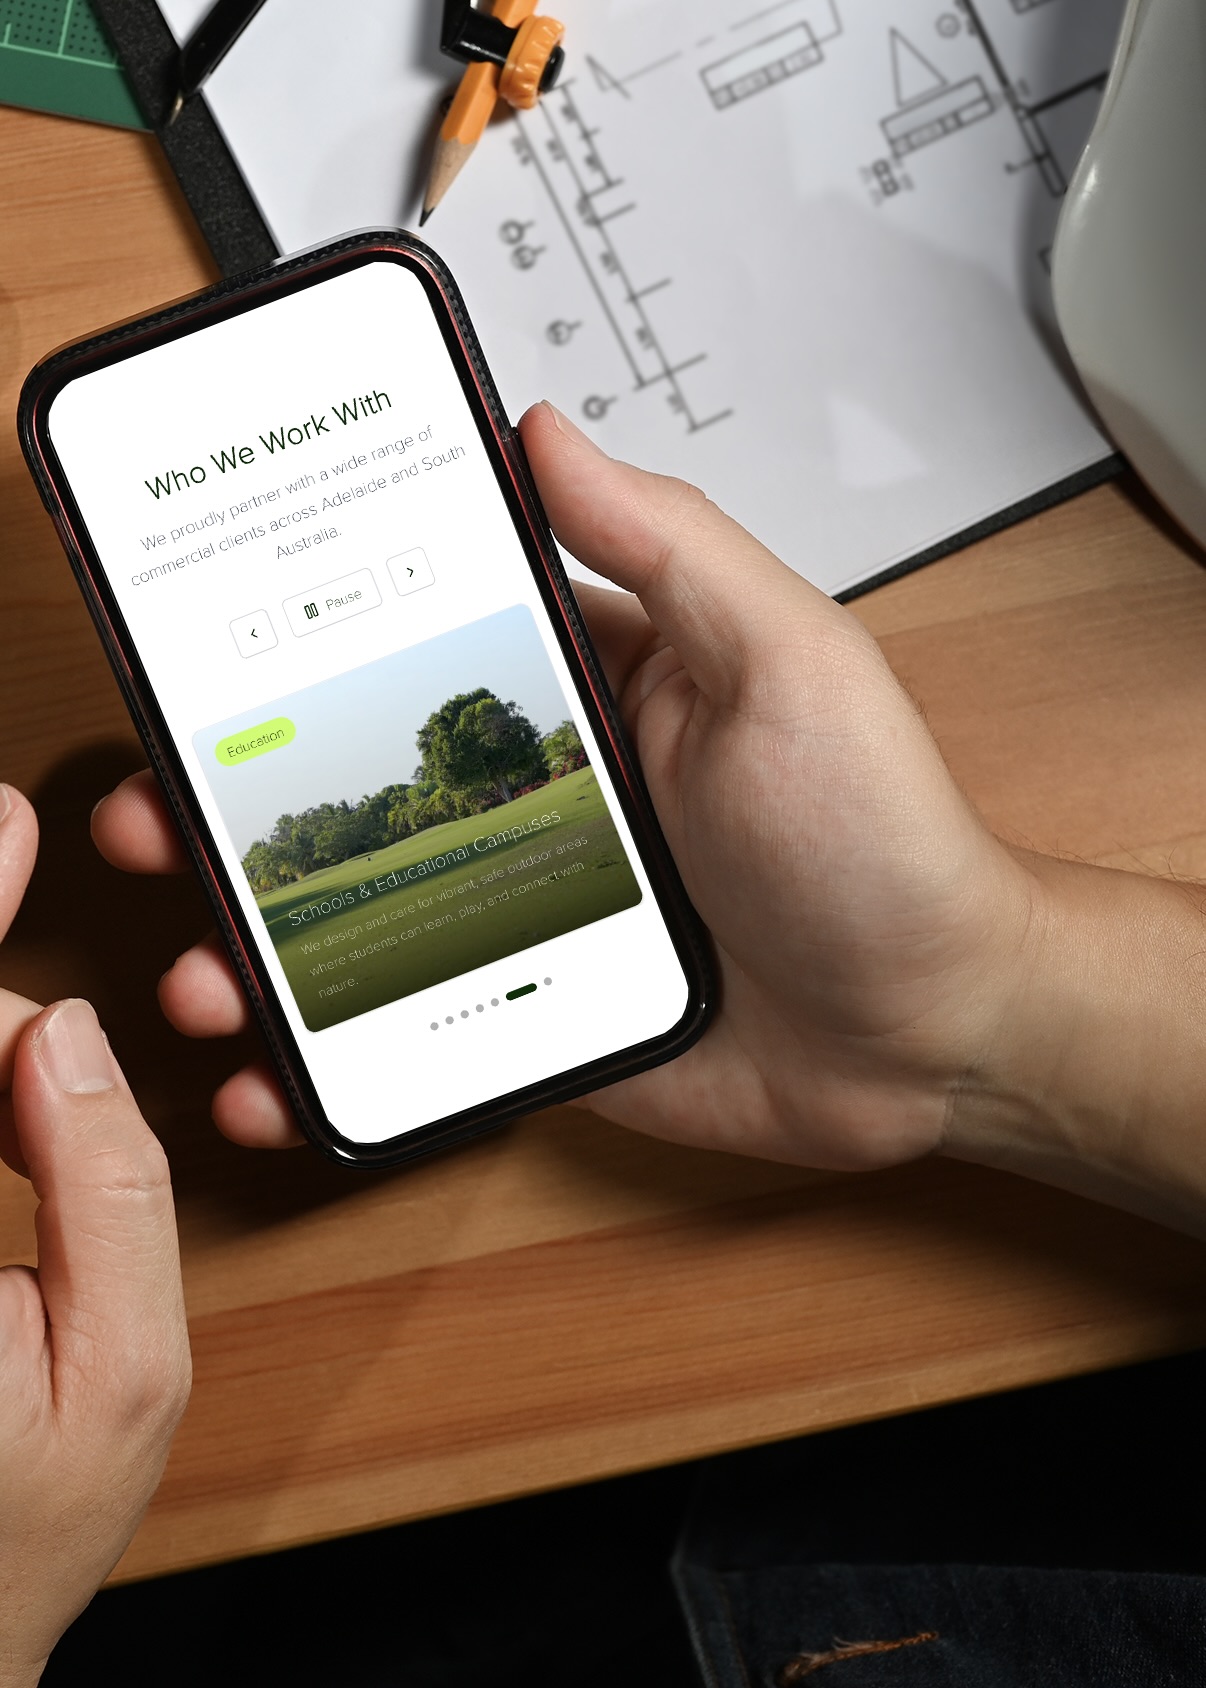 Who We Work With
We proudly partner with a wide range of
commercial clients across Adelaide and South
Australia.
Pause
Education
Schools & Educational Campuses
We design and care for vibrant, safe outdoor areas
where students can learn, play, and connect with
nature.